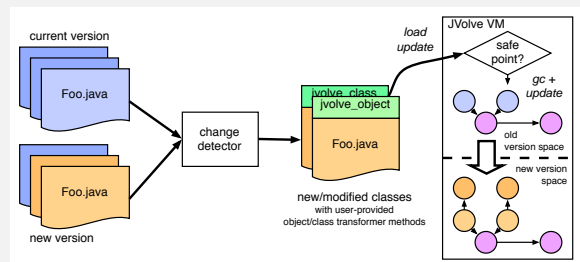 current version
Foo.java
Foo.java
new version
change
detector
jvolve_class
jvolve_object
Foo.java
new/modified classes
with user-provided
object/class transformer methods
load
update
JVolve VM
safe
point?
gc +
update
old
version space
new version
space